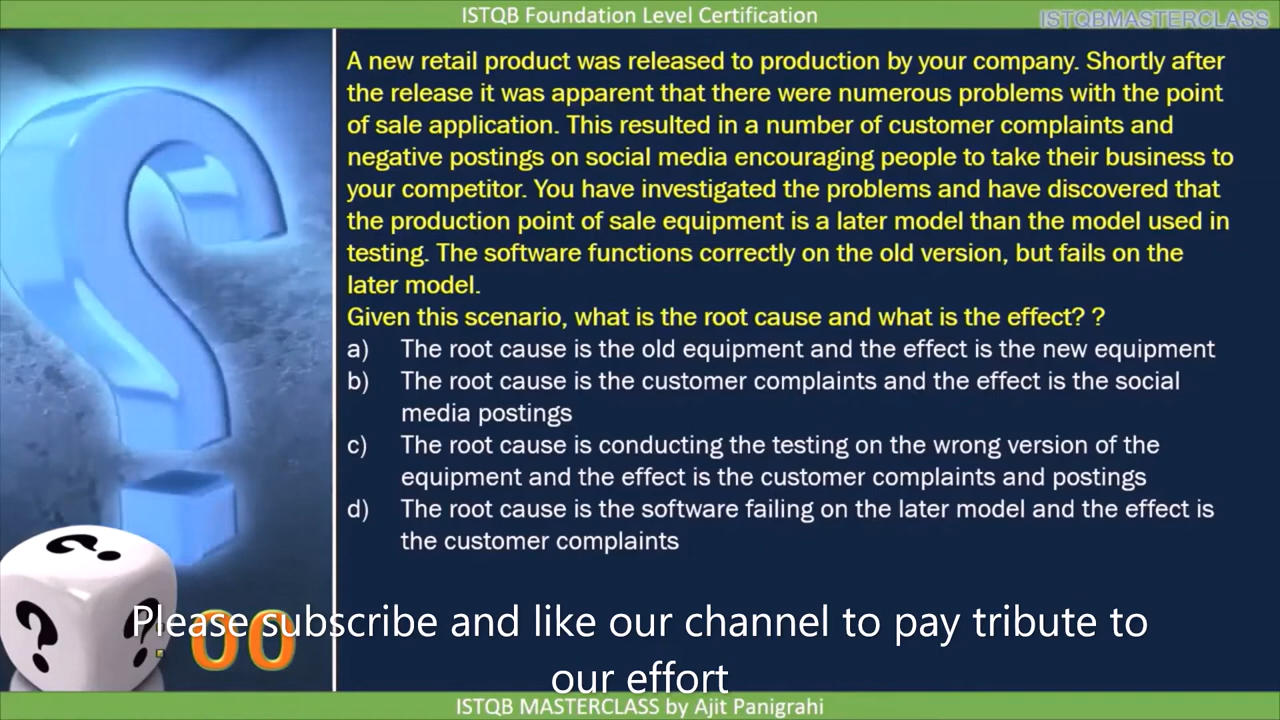 ISTQB Foundation Level Certification
ISTQBMASTERCLASS
A new retail product was released to production by your company. Shortly after
the release it was apparent that there were numerous problems with the point
of sale application. This resulted in a number of customer complaints and
negative postings on social media encouraging people to take their business to
your competitor. You have investigated the problems and have discovered that
the production point of sale equipment is a later model than the model used in
testing. The software functions correctly on the old version, but fails on the
later model.
Given this scenario, what is the root cause and what is the effect? ?
a) The root cause is the old equipment and the effect is the new equipment
b) The root cause is the customer complaints and the effect is the social
media postings
c) The root cause is conducting the testing on the wrong version of the
equipment and the effect is the customer complaints and postings
d) The root cause is the software failing on the later model and the effect is
the customer complaints
: 00
Please subscribe and like our channel to pay tribute to
our effort
ISTQB MASTERCLASS by Ajit Panigrahi